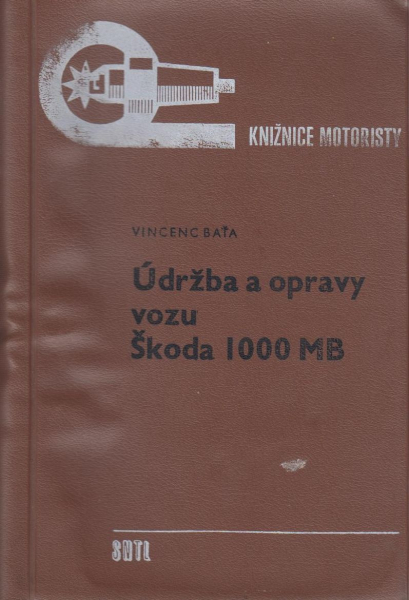 KNIŽNICE MOTORISTY
VINCENC BAŤA
Údržba a opravy
vozu
Škoda 1000 MB
SNTL